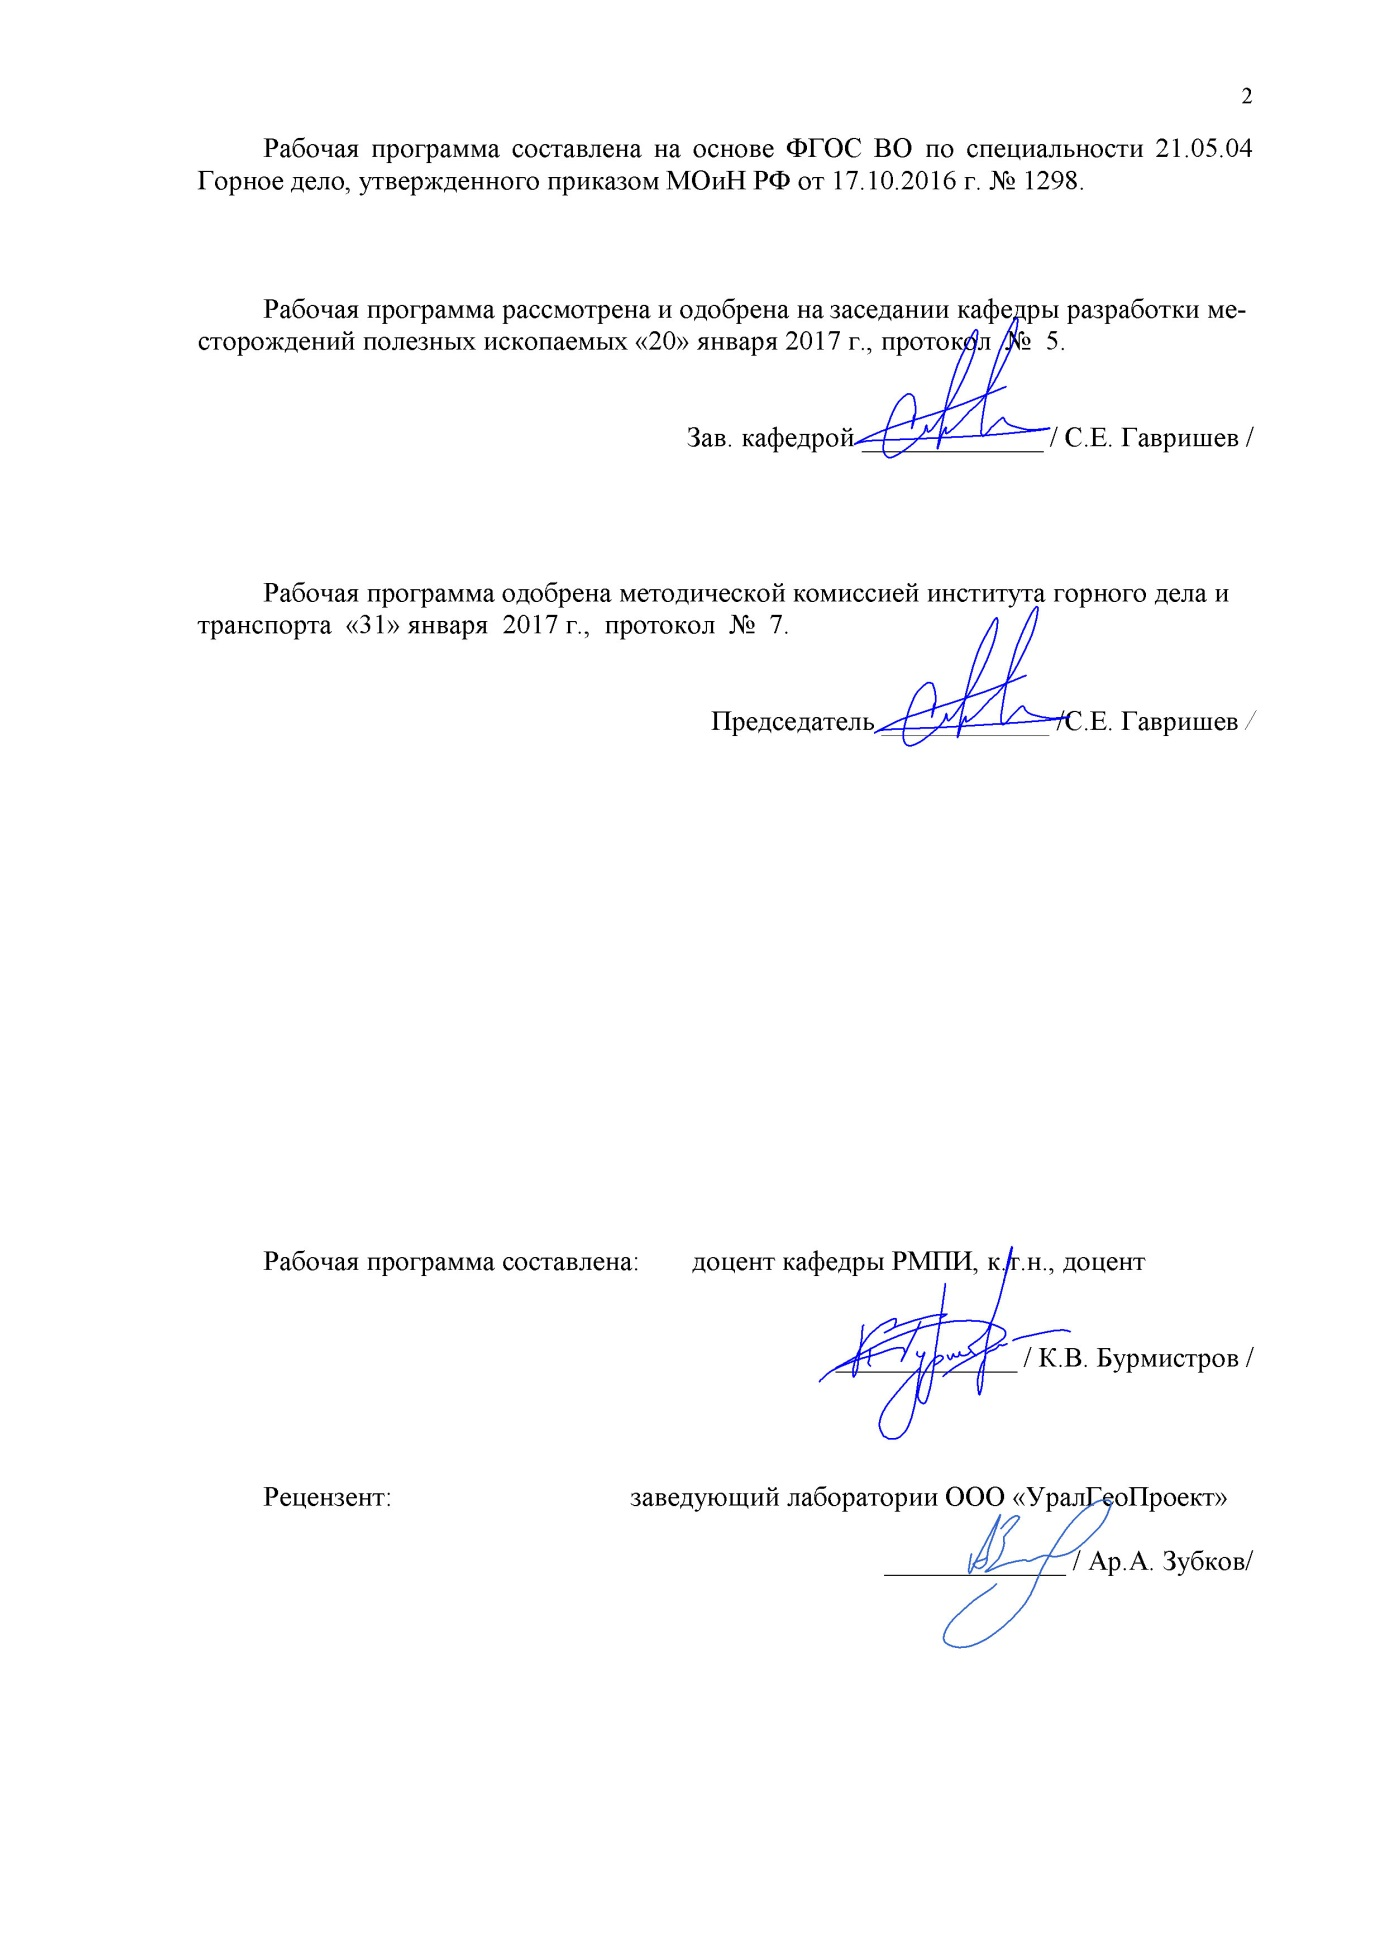 2
Рабочая программа составлена на основе ФГОС ВО по специальности 21.05.04
Горное дело, утвержденного приказом МОиН РФ от 17.10.2016 г. № 1298.
Рабочая программа рассмотрена и одобрена на заседании кафедры разработки ме-
сторождений полезных ископаемых «20» января 2017 г., протокол № 5.
Зав. кафедрой ______________ / С.Е. Гавришев /
Рабочая программа одобрена методической комиссией института горного дела и
транспорта «31» января 2017 г., протокол № 7.
Председатель _____________ /С.Е. Гавришев /
Рабочая программа составлена: доцент кафедры РМПИ, к.т.н., доцент
______________ / К.В. Бурмистров /
Рецензент: заведующий лаборатории ООО «УралГеоПроект»
______________ / Ар.А. Зубков/